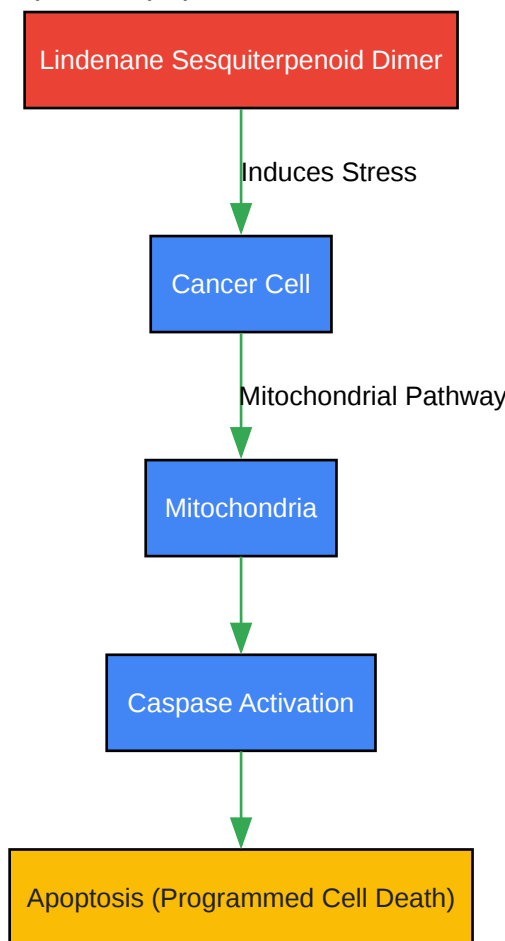 Lindenane Sesquiterpenoid Dimer
Induces Stress
Cancer Cell
Mitochondrial Pathway
Mitochondria
Caspase Activation
Apoptosis (Programmed Cell Death)